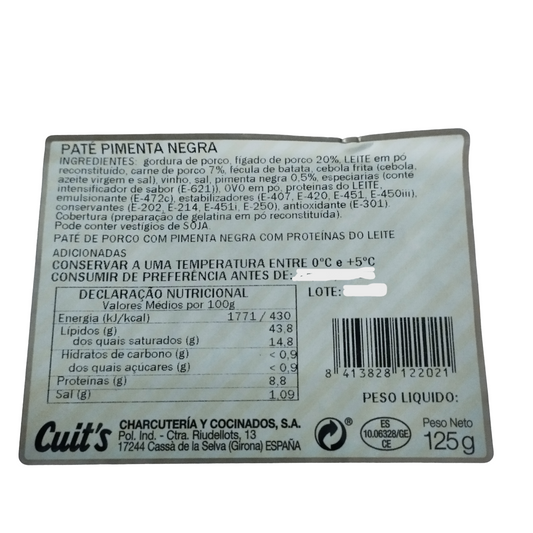 PATÉ PIMENTA NEGRA
INGREDIENTES: gordura de porco, fígado de porco 20%, LEITE em pó
reconstituído, carne de porco 7%, fécula de batata, cebola frita (cebola,
azeite virgem e sal), vinho, sal, pimenta negra 0,5%, especiarias (conté
intensificador de sabor (E-621)), OVO em pó, proteínas do LEITE,
emulsionante (E-472c), estabilizadores (E-407, E-420, E-451, E-450iii),
conservantes (E-202, E-214, E-451, E-250), antioxidante (E-301).
Cobertura (preparação de gelatina em pó reconstituída).
Pode conter vestígios de SOJA.
PATÉ DE PORCO COM PIMENTA NEGRA COM PROTEÍNAS DO LEITE
ADICIONADAS
CONSERVAR A UMA TEMPERATURA ENTRE 0°C e +5°C
CONSUMIR DE PREFERÊNCIA ANTES DE:
LOTE:
DECLARAÇÃO NUTRICIONAL
Valores Médios por 100g
Energia (kJ/kcal) 1771 / 430
Lípidos (g) 43,8
dos quais saturados (g) 14,8
Hidratos de carbono (g) < 0,9
dos quais açúcares (g) < 0,9
Proteínas (g) 8,8
Sal (g) 1,09
8 413828 122021
PESO LIQUIDO:
Cuit's
CHARCUTERÍA Y COCINADOS, S.A.
Pol. Ind. - Ctra. Riudellots, 13
17244 Cassà de la Selva (Girona) ESPAÑA
®
ES
10.06328/GE
CE
Peso Neto
125 g